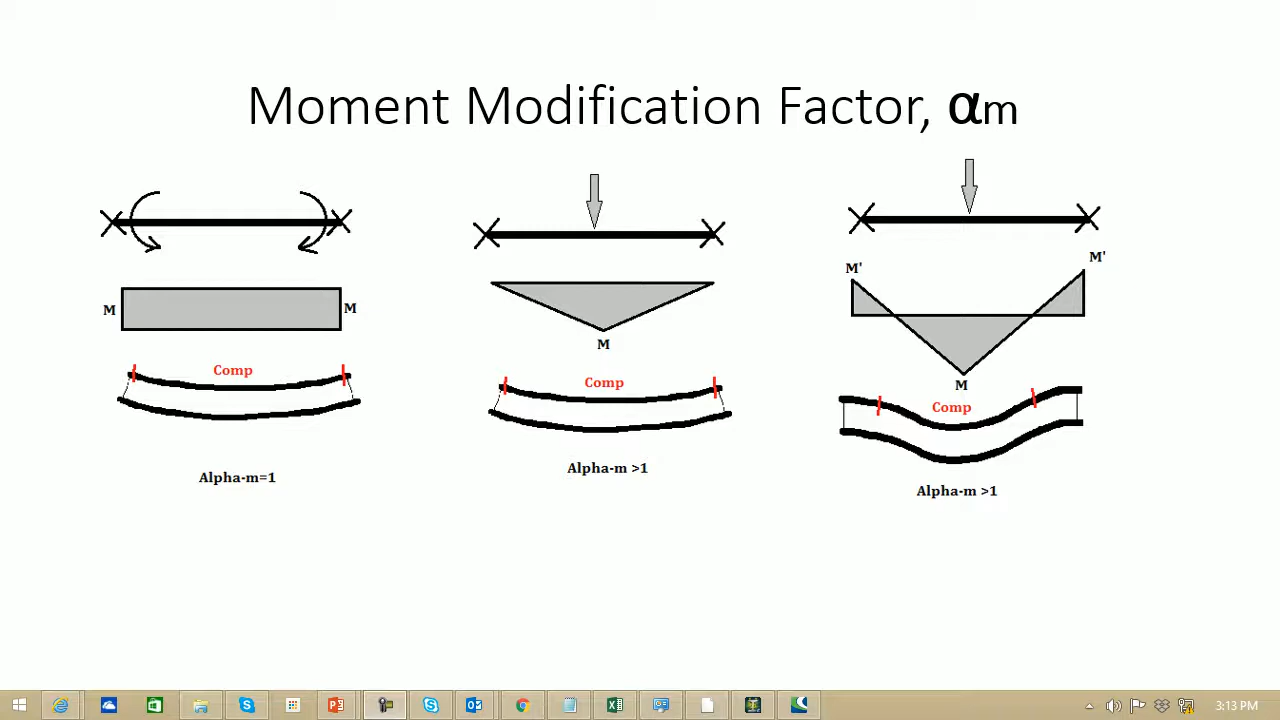 Moment Modification Factor, αm
M M
Comp
Alpha-m=1
M
Comp
Alpha-m >1
M' M'
M
Comp
Alpha-m >1
3:13 PM